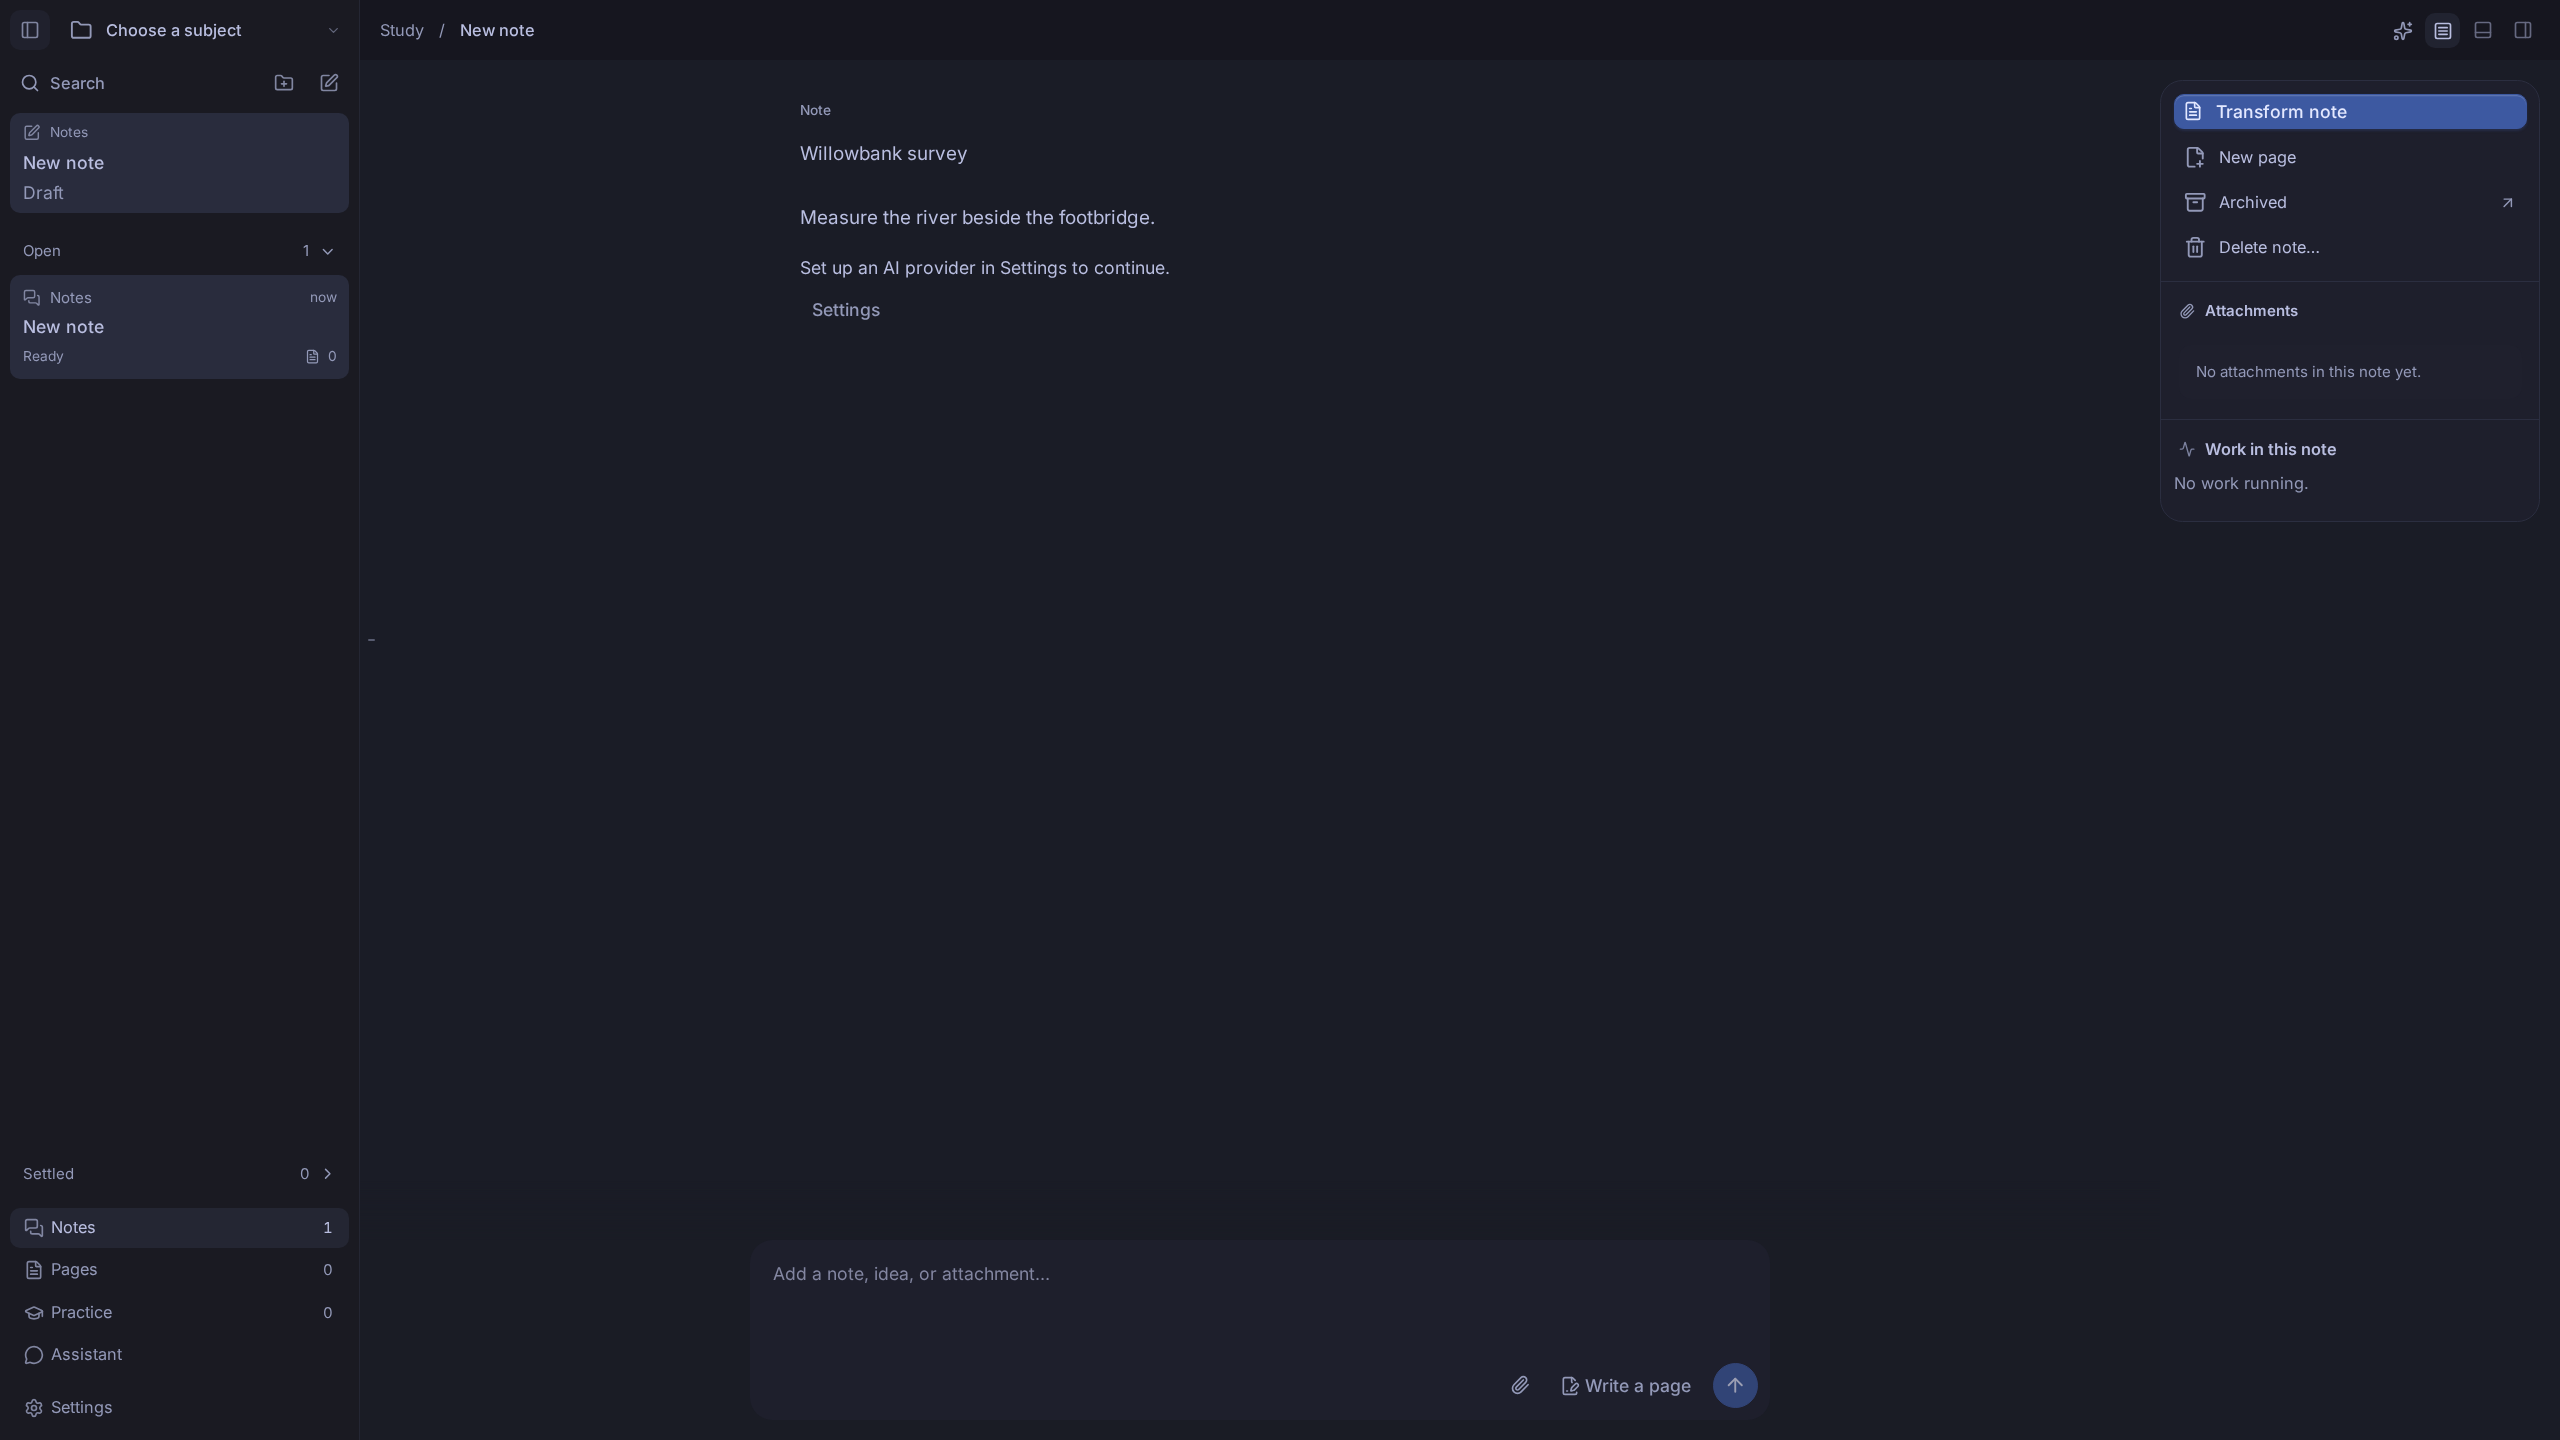 Choose a subject
Search
Notes
New note
Draft
Open 1
Notes now
New note
Ready 0
Settled 0
Notes 1
Pages 0
Practice 0
Assistant
Settings
Study / New note
Note
Willowbank survey
Measure the river beside the footbridge.
Set up an AI provider in Settings to continue.
Settings
Add a note, idea, or attachment...
Write a page
Transform note
New page
Archived
Delete note...
Attachments
No attachments in this note yet.
Work in this note
No work running.